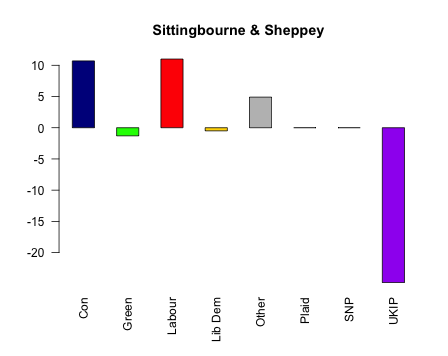 Sittingbourne & Sheppey
10
5
0
-5
-10
-15
-20
Con
Green
Labour
Lib Dem
Other
Plaid
SNP
UKIP